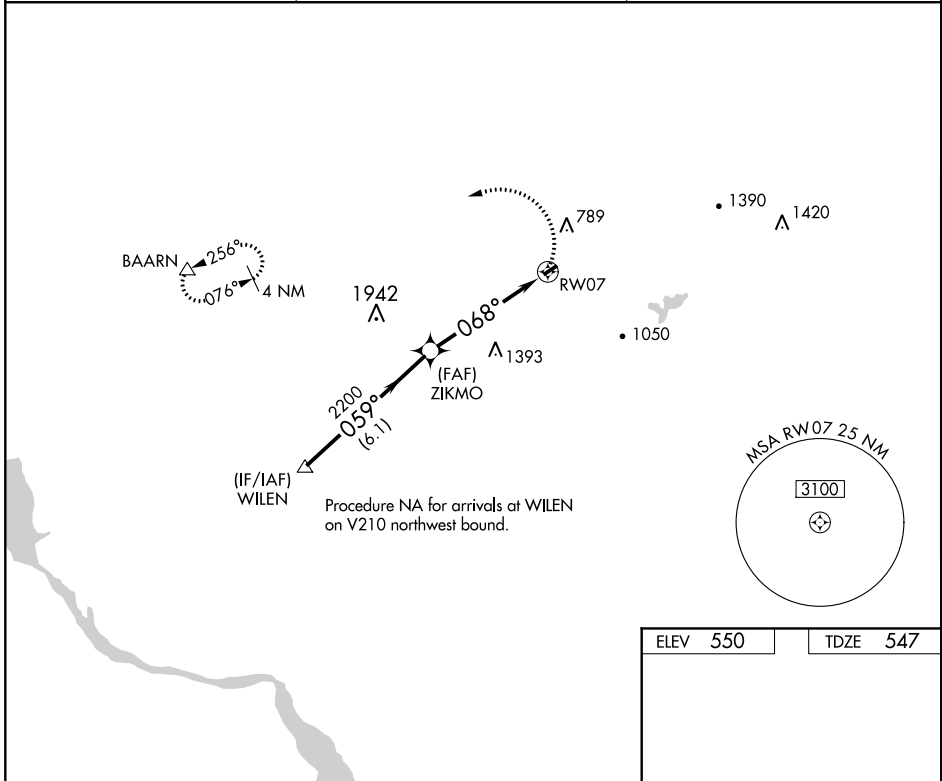 1390
1420
789
BAARN
256°
076°
4 NM
RW07
1942
068°
1050
1393
(FAF)
ZIKMO
2200
059°
(6.1)
(IF/IAF)
WILEN
Procedure NA for arrivals at WILEN
on V210 northwest bound.
MSA RW07 25 NM
3100
ELEV 550
TDZE 547